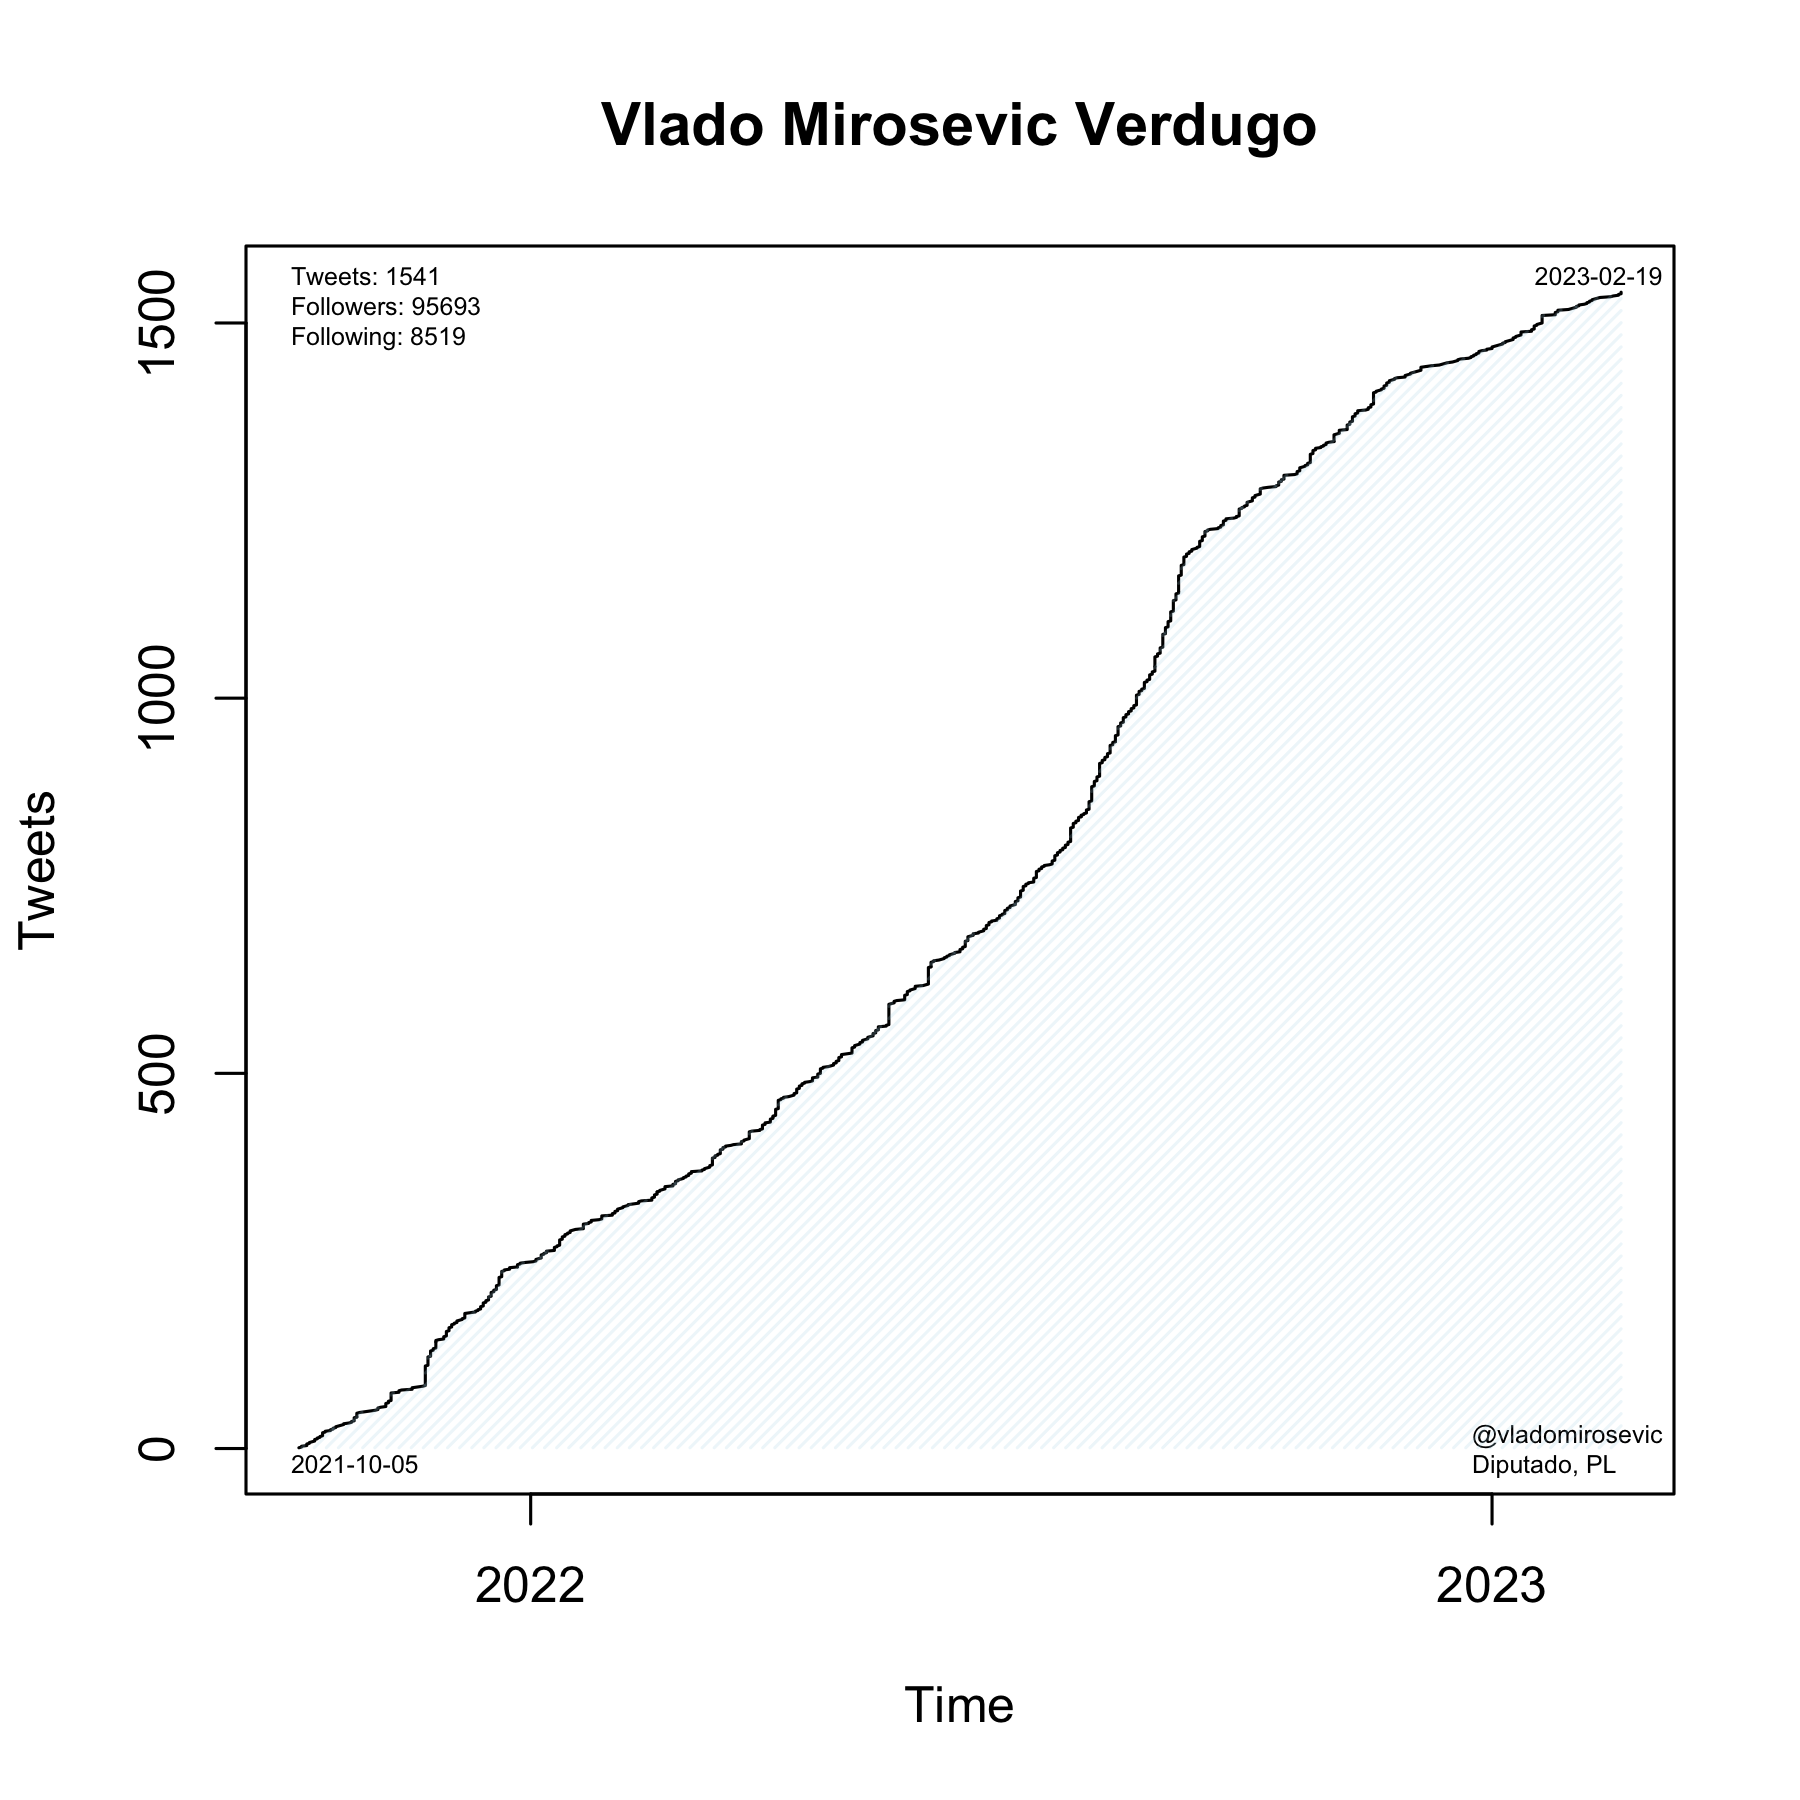 Vlado Mirosevic Verdugo
Tweets: 1541
Followers: 95693
Following: 8519
2023-02-19
1500
1000
500
0
Tweets
2021-10-05
@vladomirosevic
Diputado, PL
2022
2023
Time